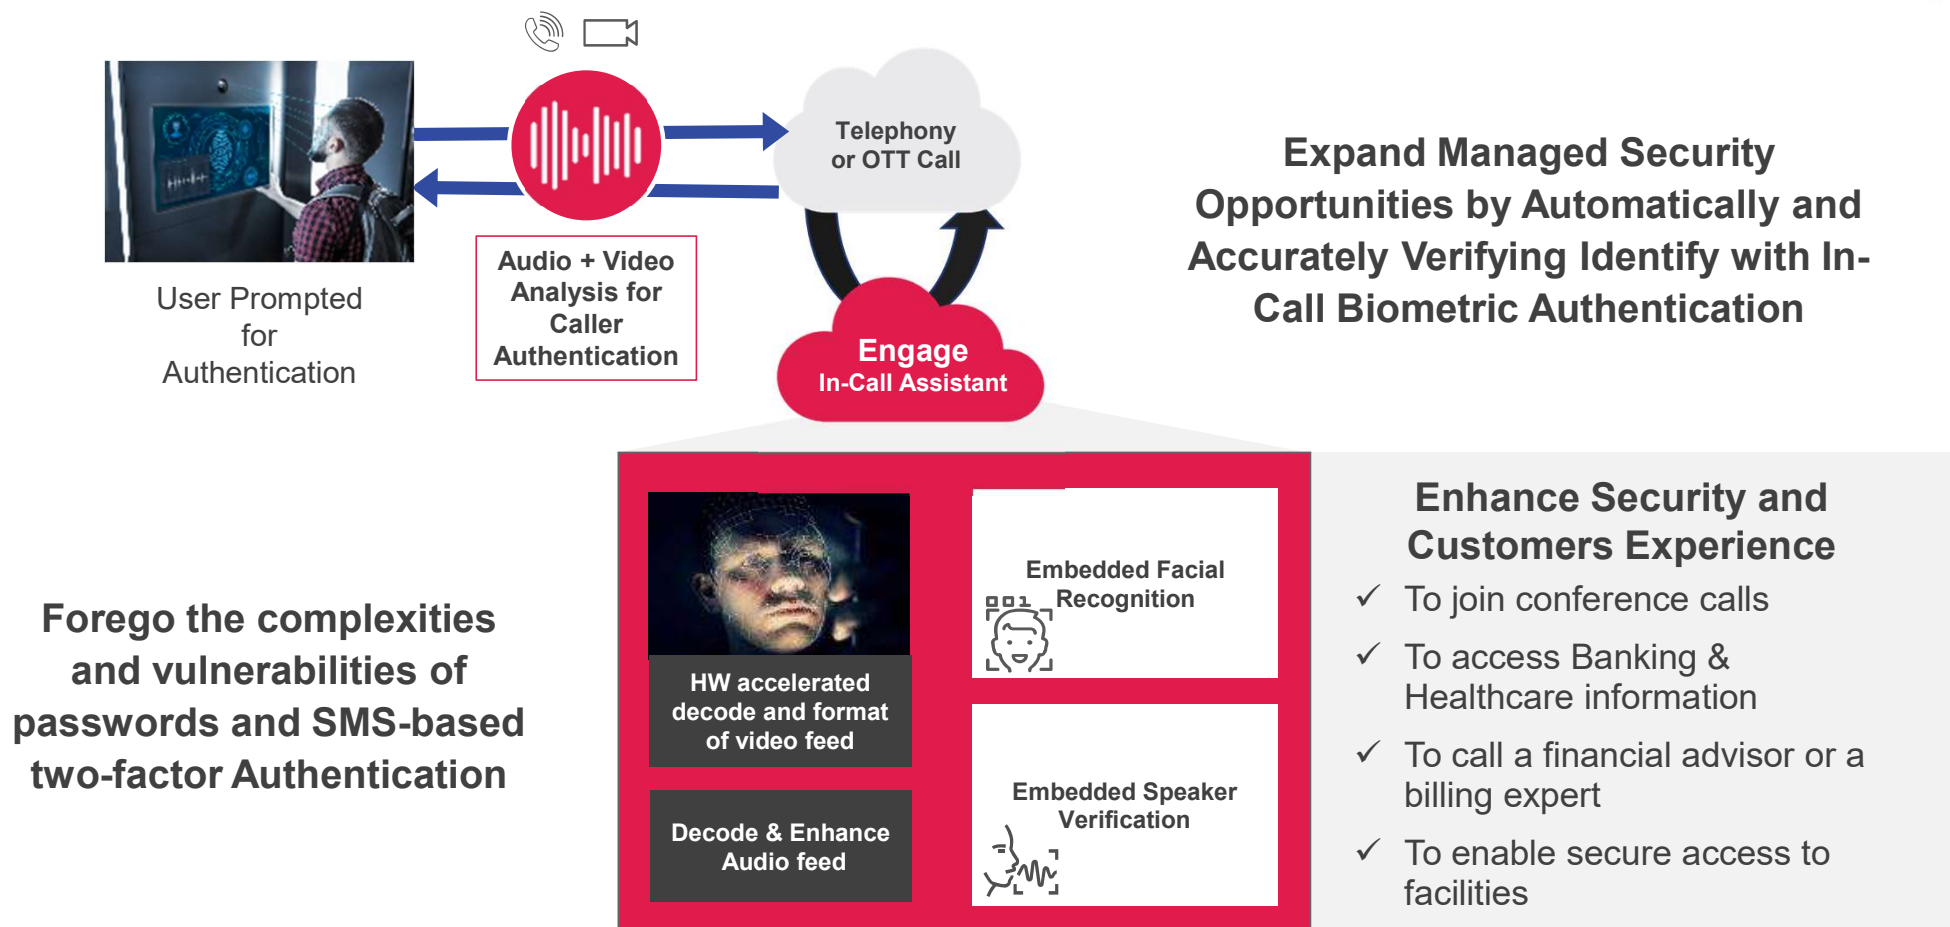 Telephony
or OTT Call
Expand Managed Security
Opportunities by Automatically and
Accurately Verifying Identify with In-
Call Biometric Authentication
User Prompted
for
Authentication
Audio + Video
Analysis for
Caller
Authentication
Engage
In-Call Assistant
Forego the complexities
and vulnerabilities of
passwords and SMS-based
two-factor Authentication
HW accelerated
decode and format
of video feed
Decode & Enhance
Audio feed
Embedded Facial
Recognition
001
Embedded Speaker
Verification
Enhance Security and
Customers Experience
✓ To join conference calls
✓ To access Banking &
Healthcare information
✓ To call a financial advisor or a
billing expert
✓ To enable secure access to
facilities